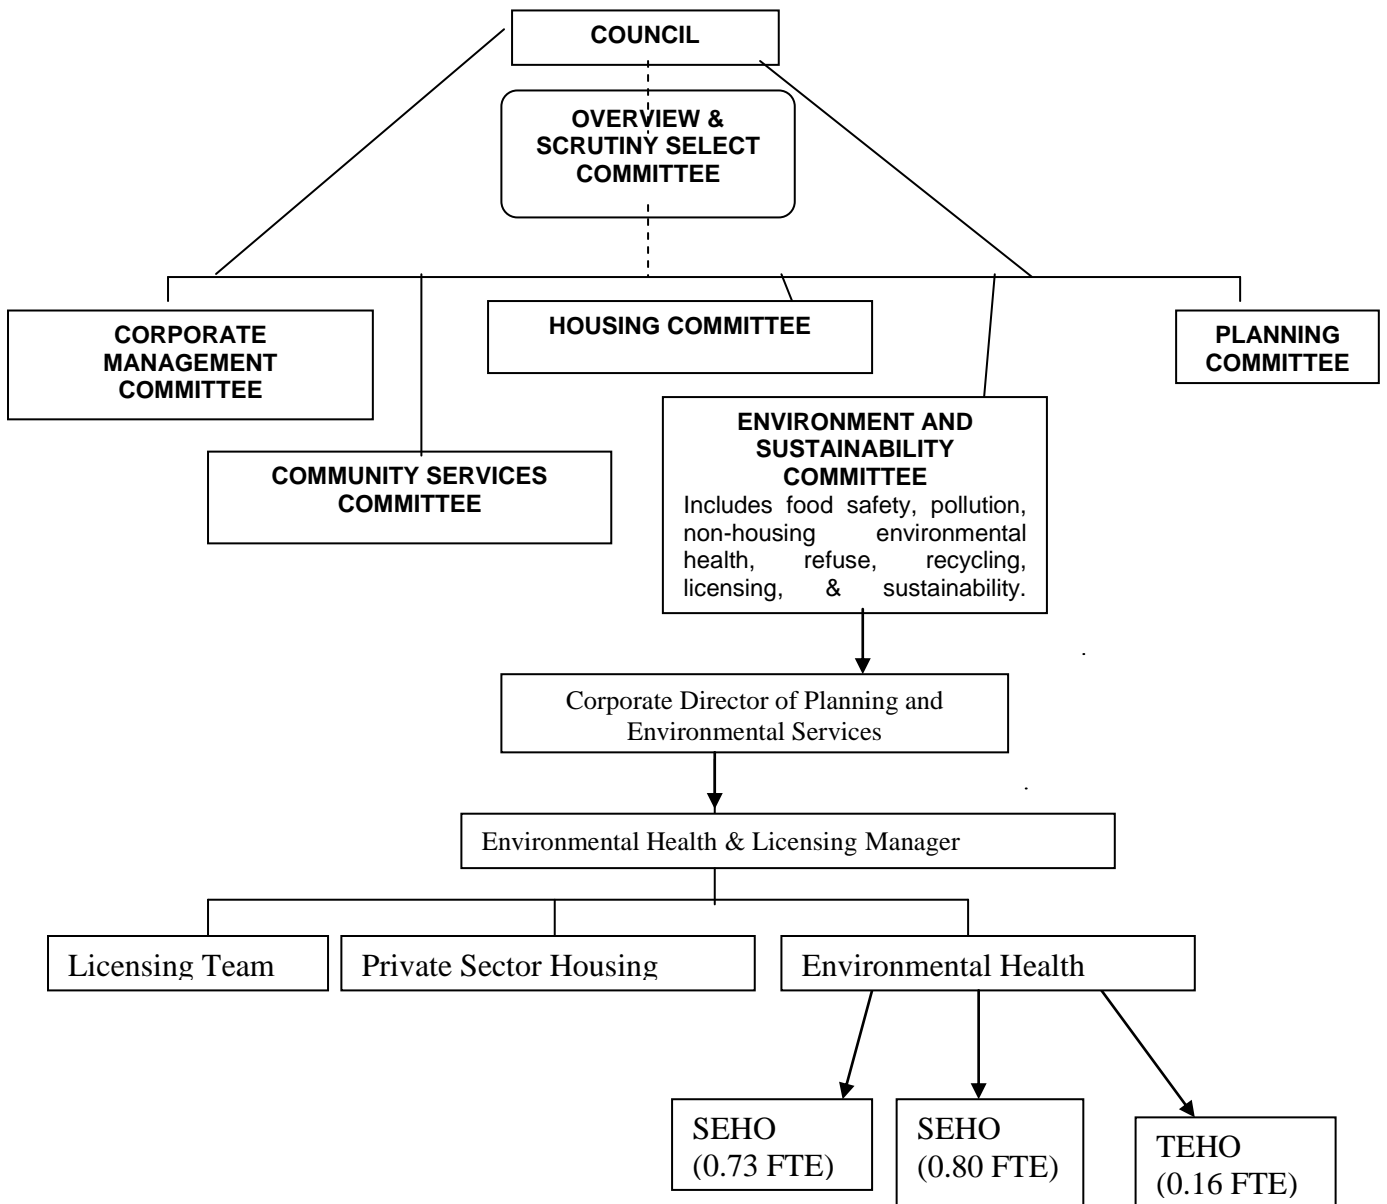 COUNCIL
OVERVIEW &
SCRUTINY SELECT
COMMITTEE
CORPORATE
MANAGEMENT
COMMITTEE
HOUSING COMMITTEE
PLANNING
COMMITTEE
COMMUNITY SERVICES
COMMITTEE
ENVIRONMENT AND
SUSTAINABILITY
COMMITTEE
Includes food safety, pollution,
non-housing environmental
health, refuse, recycling,
licensing, & sustainability.
Corporate Director of Planning and
Environmental Services
Environmental Health & Licensing Manager
Licensing Team
Private Sector Housing
Environmental Health
SEHO
(0.73 FTE)
SEHO
(0.80 FTE)
TEHO
(0.16 FTE)